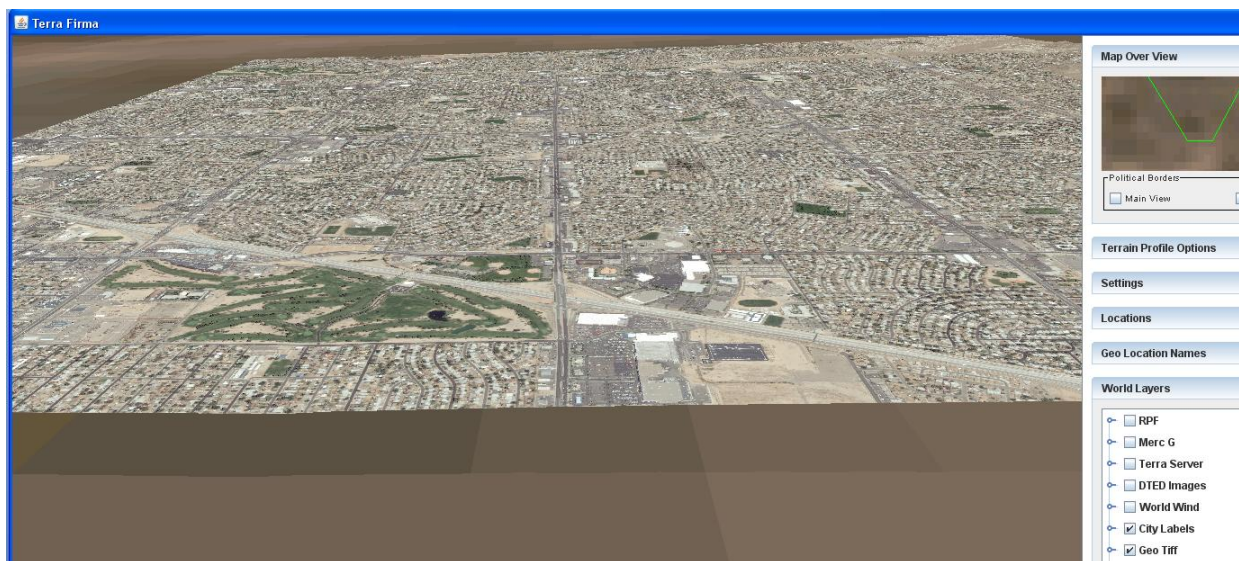 Terra Firma
Map Over View
Political Borders
Main View
Terrain Profile Options
Settings
Locations
Geo Location Names
World Layers
RPF
Merc G
Terra Server
DTED Images
World Wind
City Labels
Geo Tiff